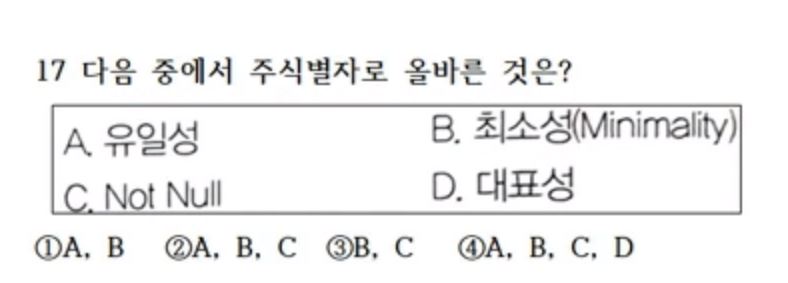 17 다음 중에서 주식별자로 올바른 것은?
A. 유일성 B. 최소성(Minimality)
C. Not Null D. 대표성
①A, B ②A, B, C ③B, C ④A, B, C, D